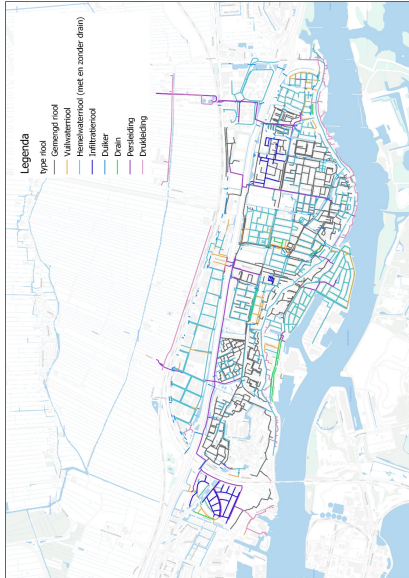 Legenda
type riool
Gemengd riool
Vuilwaterriool
Hemelwaterriool (met en zonder drain)
Infiltratieriool
Duiker
Drain
Persleiding
Drukleiding